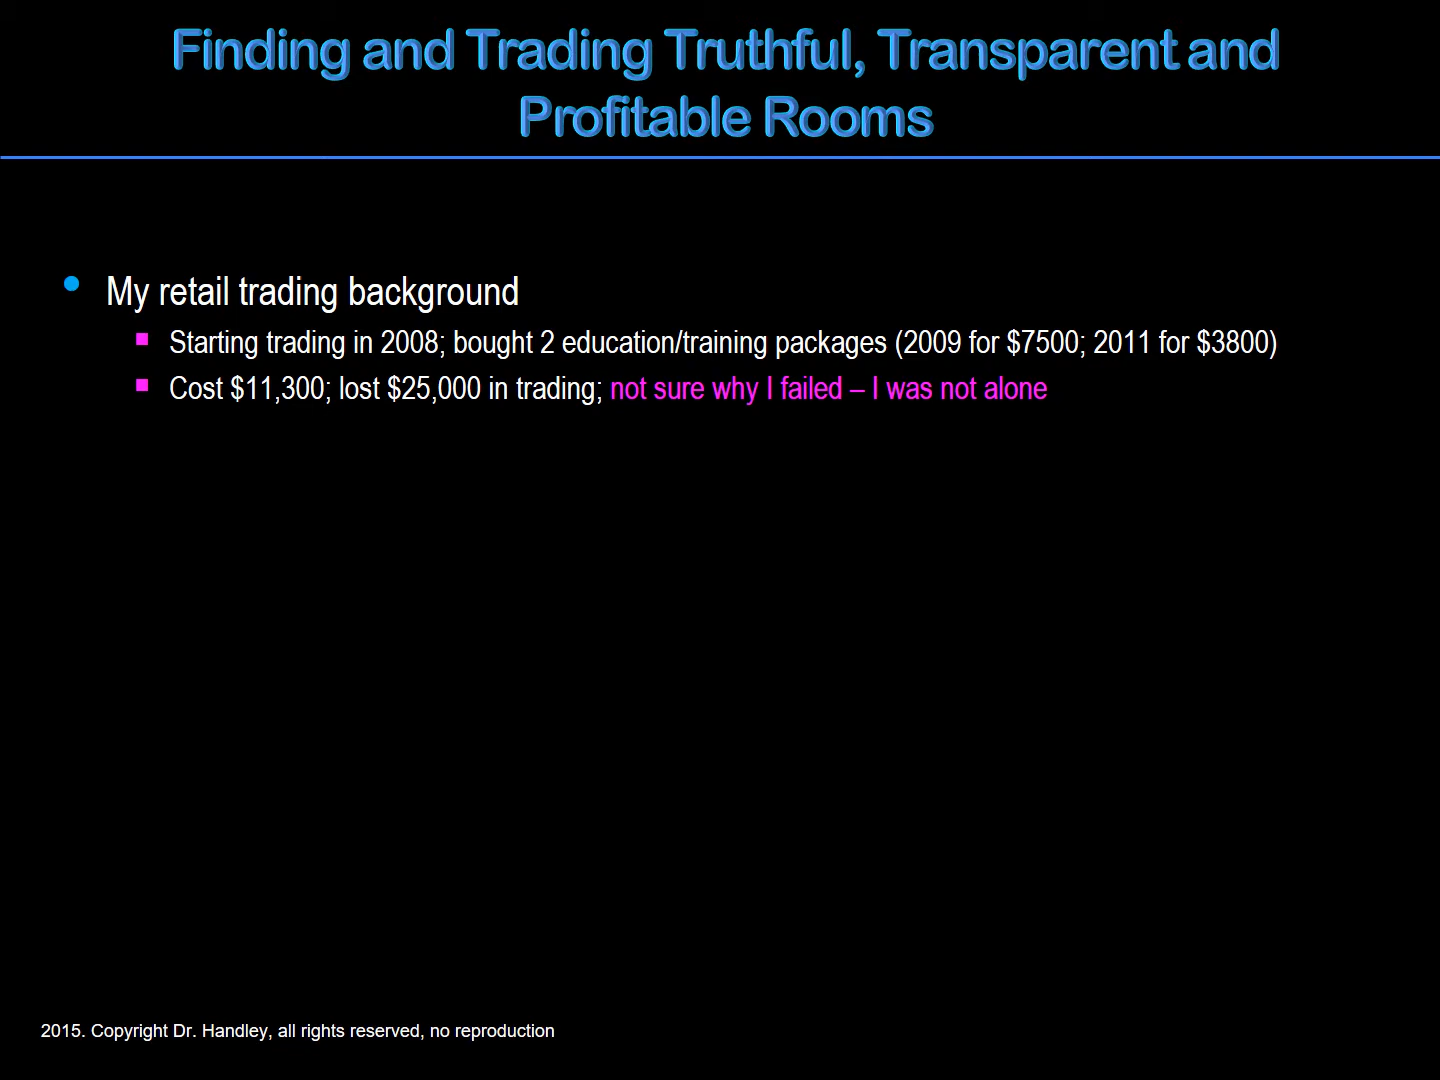 Finding and Trading Truthful, Transparent and
Profitable Rooms
My retail trading background
Starting trading in 2008; bought 2 education/training packages (2009 for $7500; 2011 for $3800)
Cost $11,300; lost $25,000 in trading; not sure why I failed – I was not alone
2015. Copyright Dr. Handley, all rights reserved, no reproduction